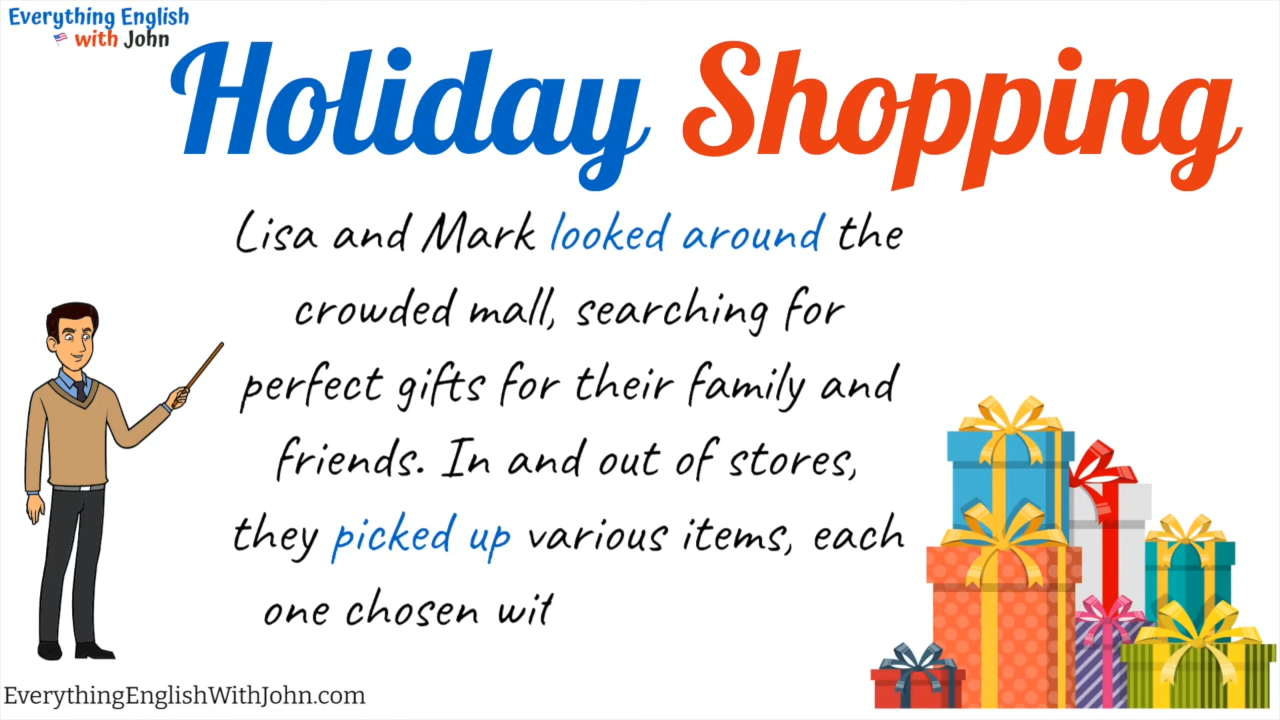 Everything English
with John
Holiday Shopping
Lisa and Mark looked around the
crowded mall, searching for
perfect gifts for their family and
friends. In and out of stores,
they picked up various items, each
one chosen wit
EverythingEnglishWithJohn.com